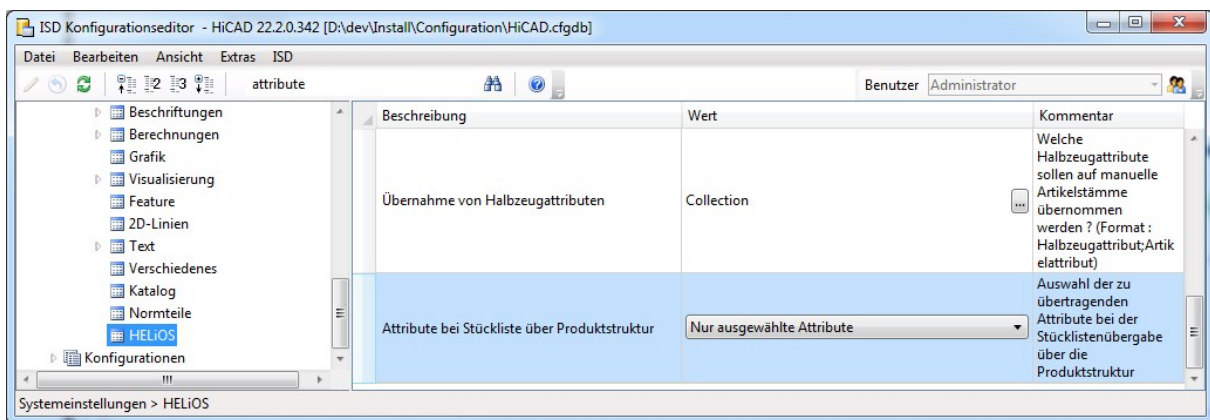 ISD Konfigurationseditor - HiCAD 22.2.0.342 [D:\dev\Install\Configuration\HiCAD.cfgdb]
Datei Bearbeiten Ansicht Extras ISD
2 3 attribute Benutzer Administrator
Beschriftungen
Berechnungen
Grafik
Visualisierung
Feature
2D-Linien
Text
Verschiedenes
Katalog
Normteile
HELiOS
Konfigurationen
Beschreibung Wert Kommentar
Übernahme von Halbzeugattributen Collection ...
Welche
Halbzeugattribute
sollen auf manuelle
Artikelstämme
übernommen
werden ? (Format :
Halbzeugattribut;Artik
elattribut)
Attribute bei Stückliste über Produktstruktur Nur ausgewählte Attribute
Auswahl der zu
übertragenden
Attribute bei der
Stücklistenübergabe
über die
Produktstruktur
Systemeinstellungen > HELiOS